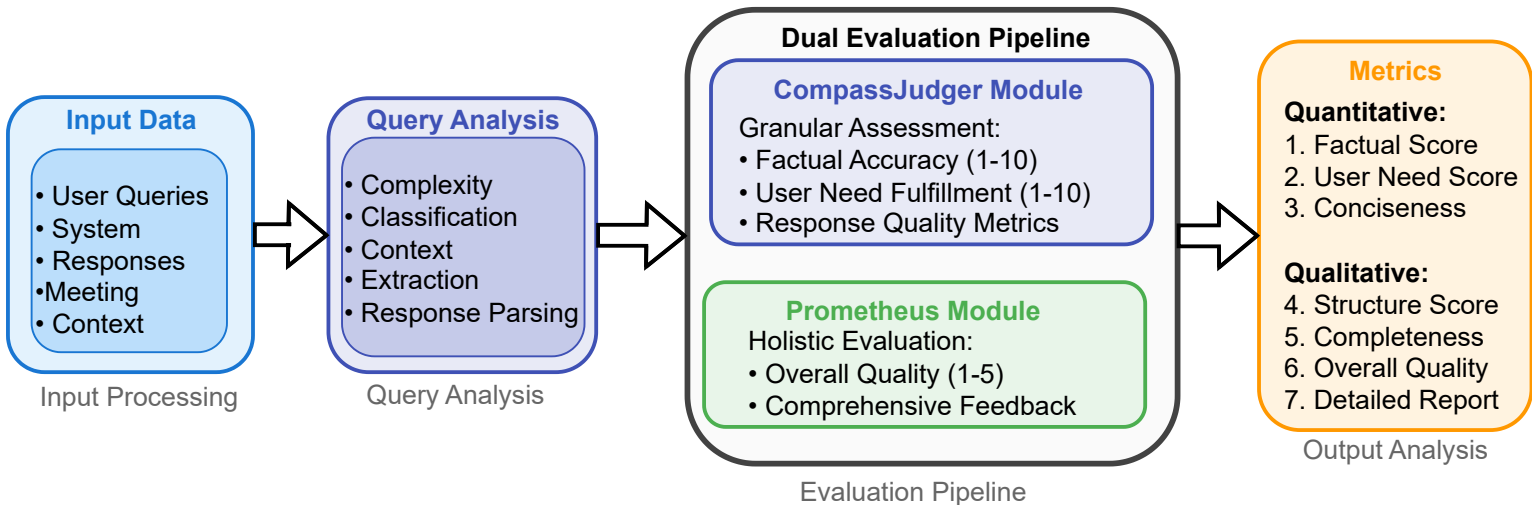 Input Data
• User Queries
• System
• Responses
•Meeting
• Context
Input Processing
Query Analysis
• Complexity
• Classification
• Context
• Extraction
• Response Parsing
Query Analysis
Dual Evaluation Pipeline
CompassJudger Module
Granular Assessment:
• Factual Accuracy (1-10)
• User Need Fulfillment (1-10)
• Response Quality Metrics
Prometheus Module
Holistic Evaluation:
• Overall Quality (1-5)
• Comprehensive Feedback
Evaluation Pipeline
Metrics
Quantitative:
1. Factual Score
2. User Need Score
3. Conciseness
Qualitative:
4. Structure Score
5. Completeness
6. Overall Quality
7. Detailed Report
Output Analysis